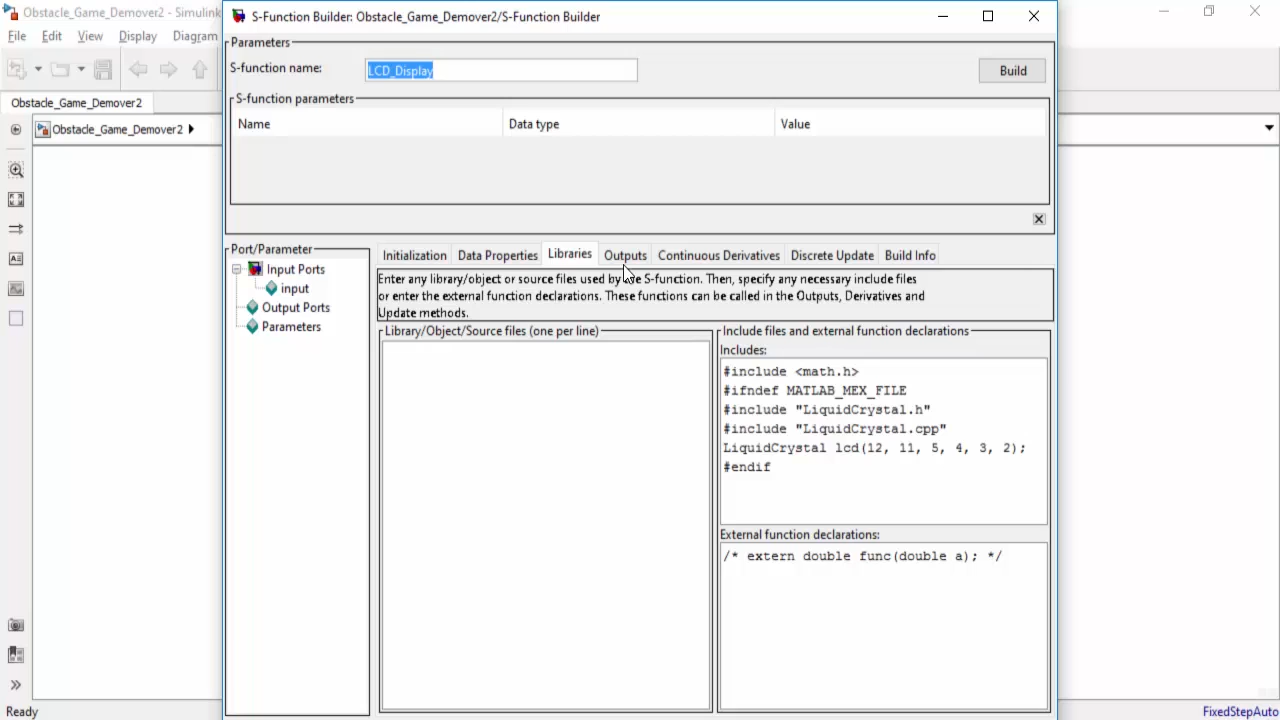 Obstacle_Game_Demover2 - Simulink
File Edit View Display Diagram
Obstacle_Game_Demover2
Obstacle_Game_Demover2
S-Function Builder: Obstacle_Game_Demover2/S-Function Builder
Parameters
S-function name: LCD_Display Build
S-function parameters
Name Data type Value
Port/Parameter
Input Ports
input
Output Ports
Parameters
Initialization Data Properties Libraries Outputs Continuous Derivatives Discrete Update Build Info
Enter any library/object or source files used by the S-function. Then, specify any necessary include files
or enter the external function declarations. These functions can be called in the Outputs, Derivatives and
Update methods.
Library/Object/Source files (one per line)
Include files and external function declarations
Includes:
#include <math.h>
#ifndef MATLAB_MEX_FILE
#include "LiquidCrystal.h"
#include "LiquidCrystal.cpp"
LiquidCrystal lcd(12, 11, 5, 4, 3, 2);
#endif
External function declarations:
/* extern double func(double a); */
Ready
FixedStepAuto